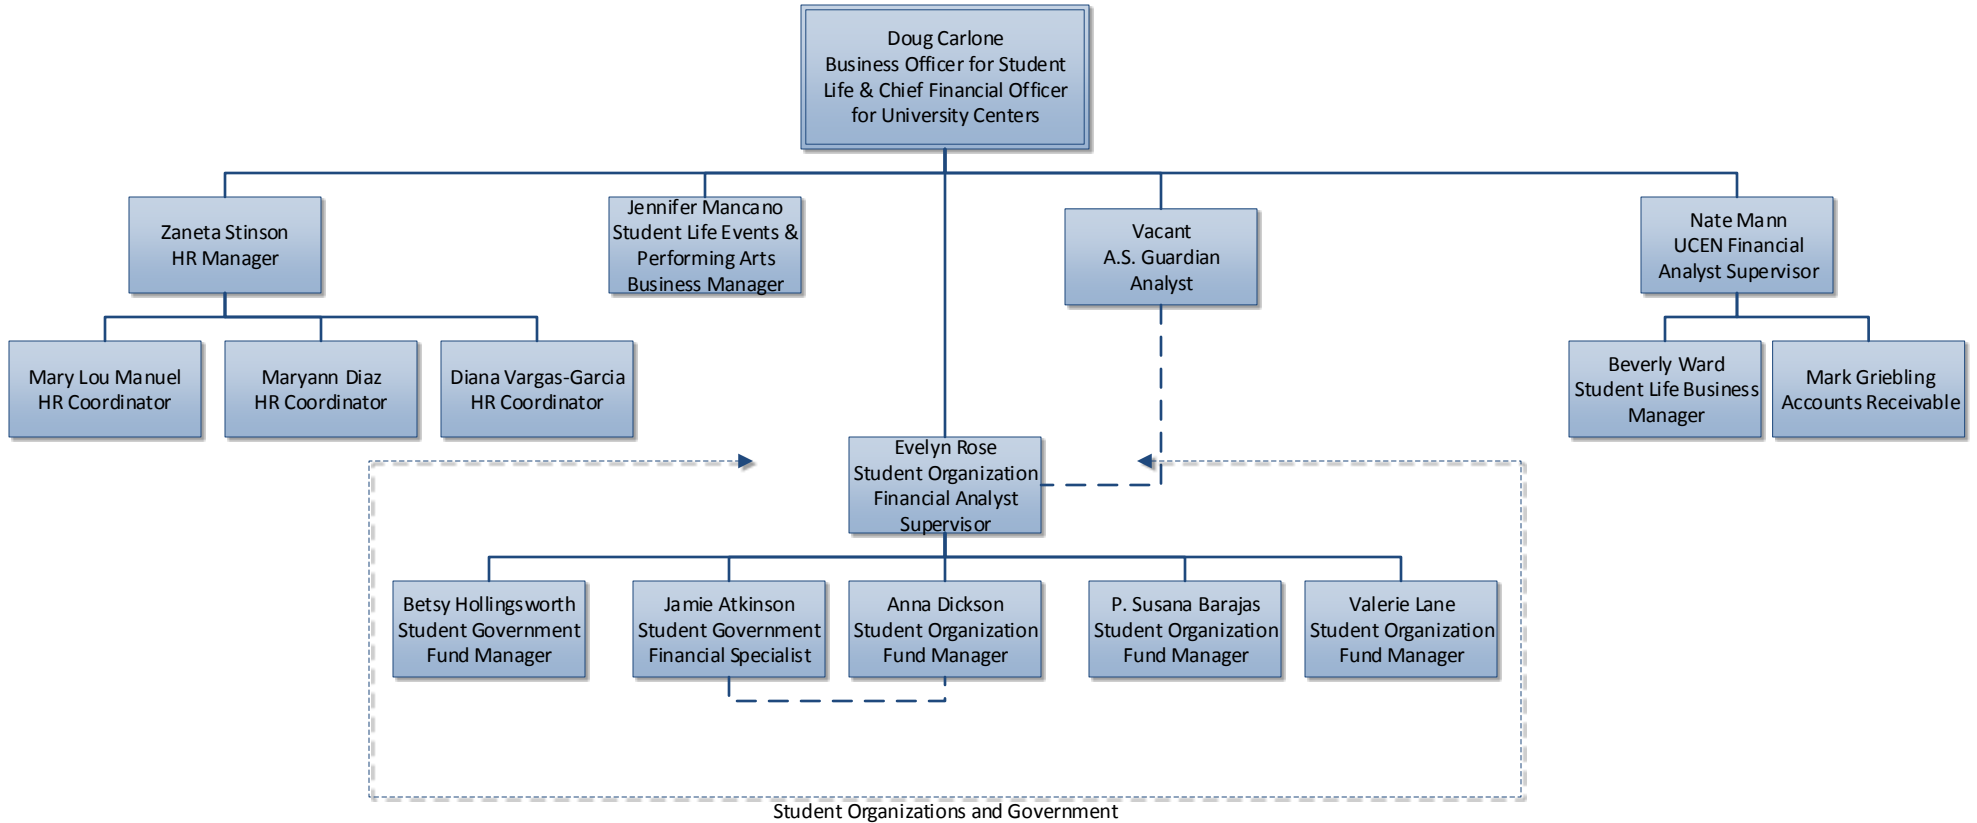 Doug Carlone
Business Officer for Student
Life & Chief Financial Officer
for University Centers
Zaneta Stinson
HR Manager
Jennifer Mancano
Student Life Events &
Performing Arts
Business Manager
Vacant
A.S. Guardian
Analyst
Nate Mann
UCEN Financial
Analyst Supervisor
Mary Lou Manuel
HR Coordinator
Maryann Diaz
HR Coordinator
Diana Vargas-Garcia
HR Coordinator
Beverly Ward
Student Life Business
Manager
Mark Griebling
Accounts Receivable
Evelyn Rose
Student Organization
Financial Analyst
Supervisor
Betsy Hollingsworth
Student Government
Fund Manager
Jamie Atkinson
Student Government
Financial Specialist
Anna Dickson
Student Organization
Fund Manager
P. Susana Barajas
Student Organization
Fund Manager
Valerie Lane
Student Organization
Fund Manager
Student Organizations and Government